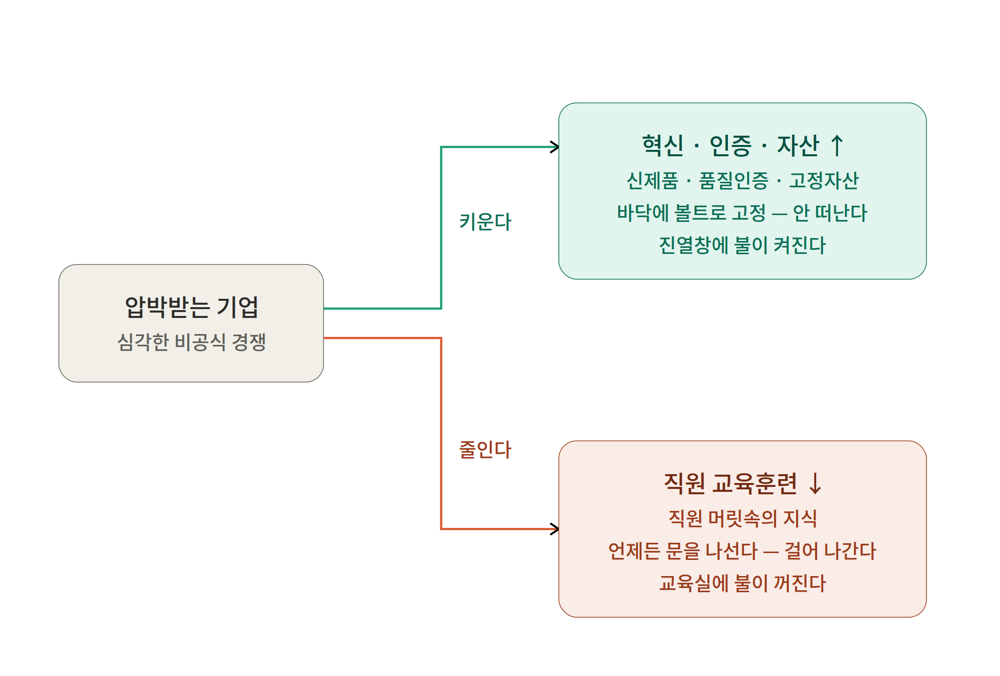 압박받는 기업
심각한 비공식 경쟁
키운다
혁신 · 인증 · 자산 ↑
신제품 · 품질인증 · 고정자산
바닥에 볼트로 고정 — 안 떠난다
진열창에 불이 켜진다
줄인다
직원 교육훈련 ↓
직원 머릿속의 지식
언제든 문을 나선다 — 걸어 나간다
교육실에 불이 꺼진다